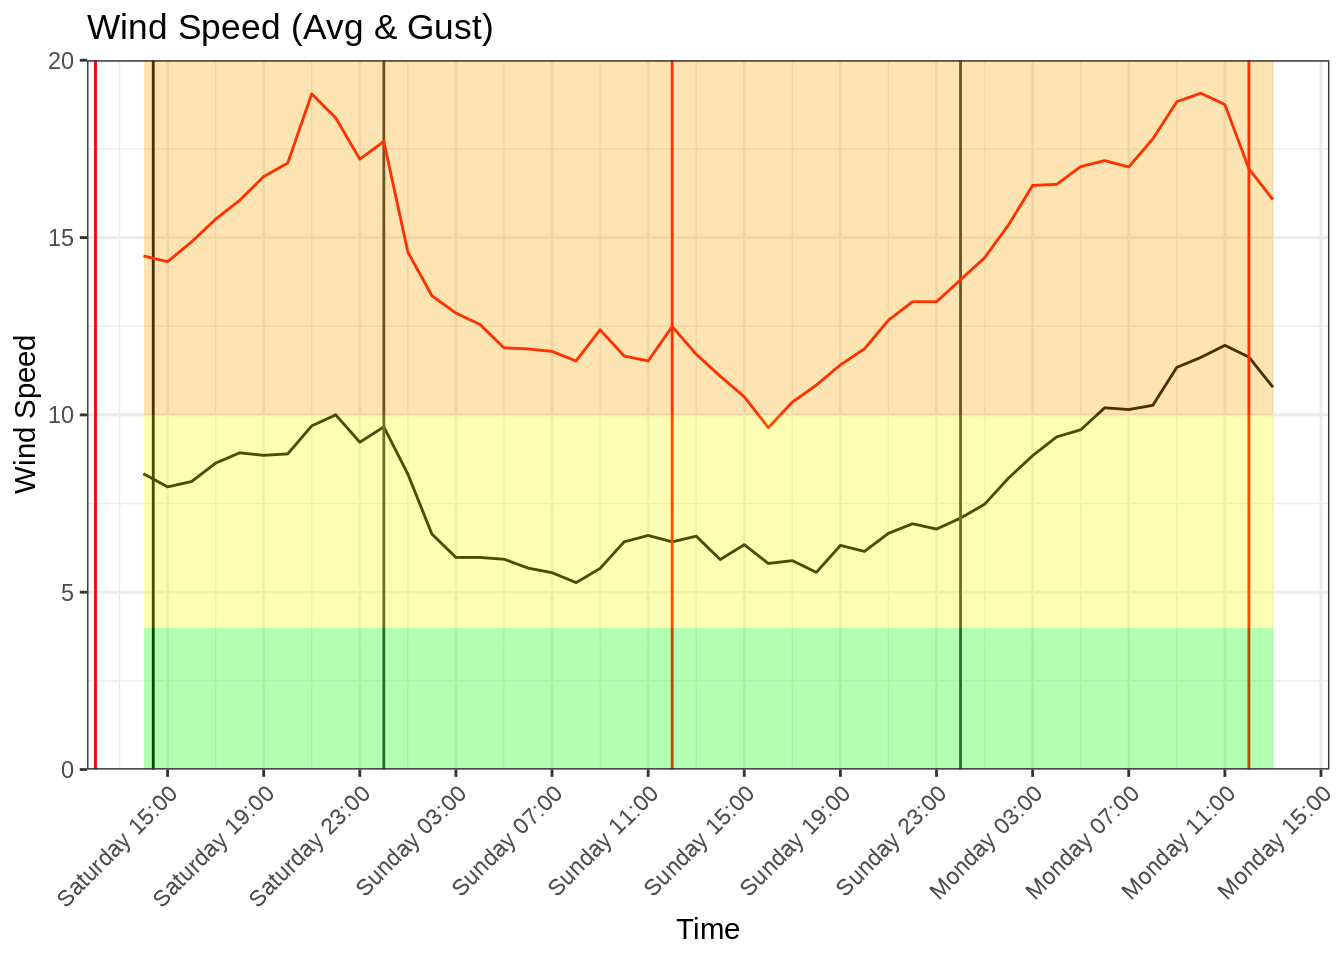 Wind Speed (Avg & Gust)
20
15
10
5
0
Wind Speed
Saturday 15:00
Saturday 19:00
Saturday 23:00
Sunday 03:00
Sunday 07:00
Sunday 11:00
Sunday 15:00
Sunday 19:00
Sunday 23:00
Monday 03:00
Monday 07:00
Monday 11:00
Monday 15:00
Time